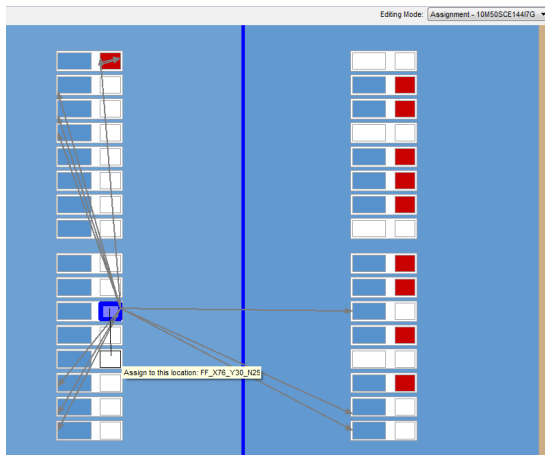 Editing Mode: Assignment - 10M50SCE144I7G
Assign to this location: FF_X76_Y30_N25